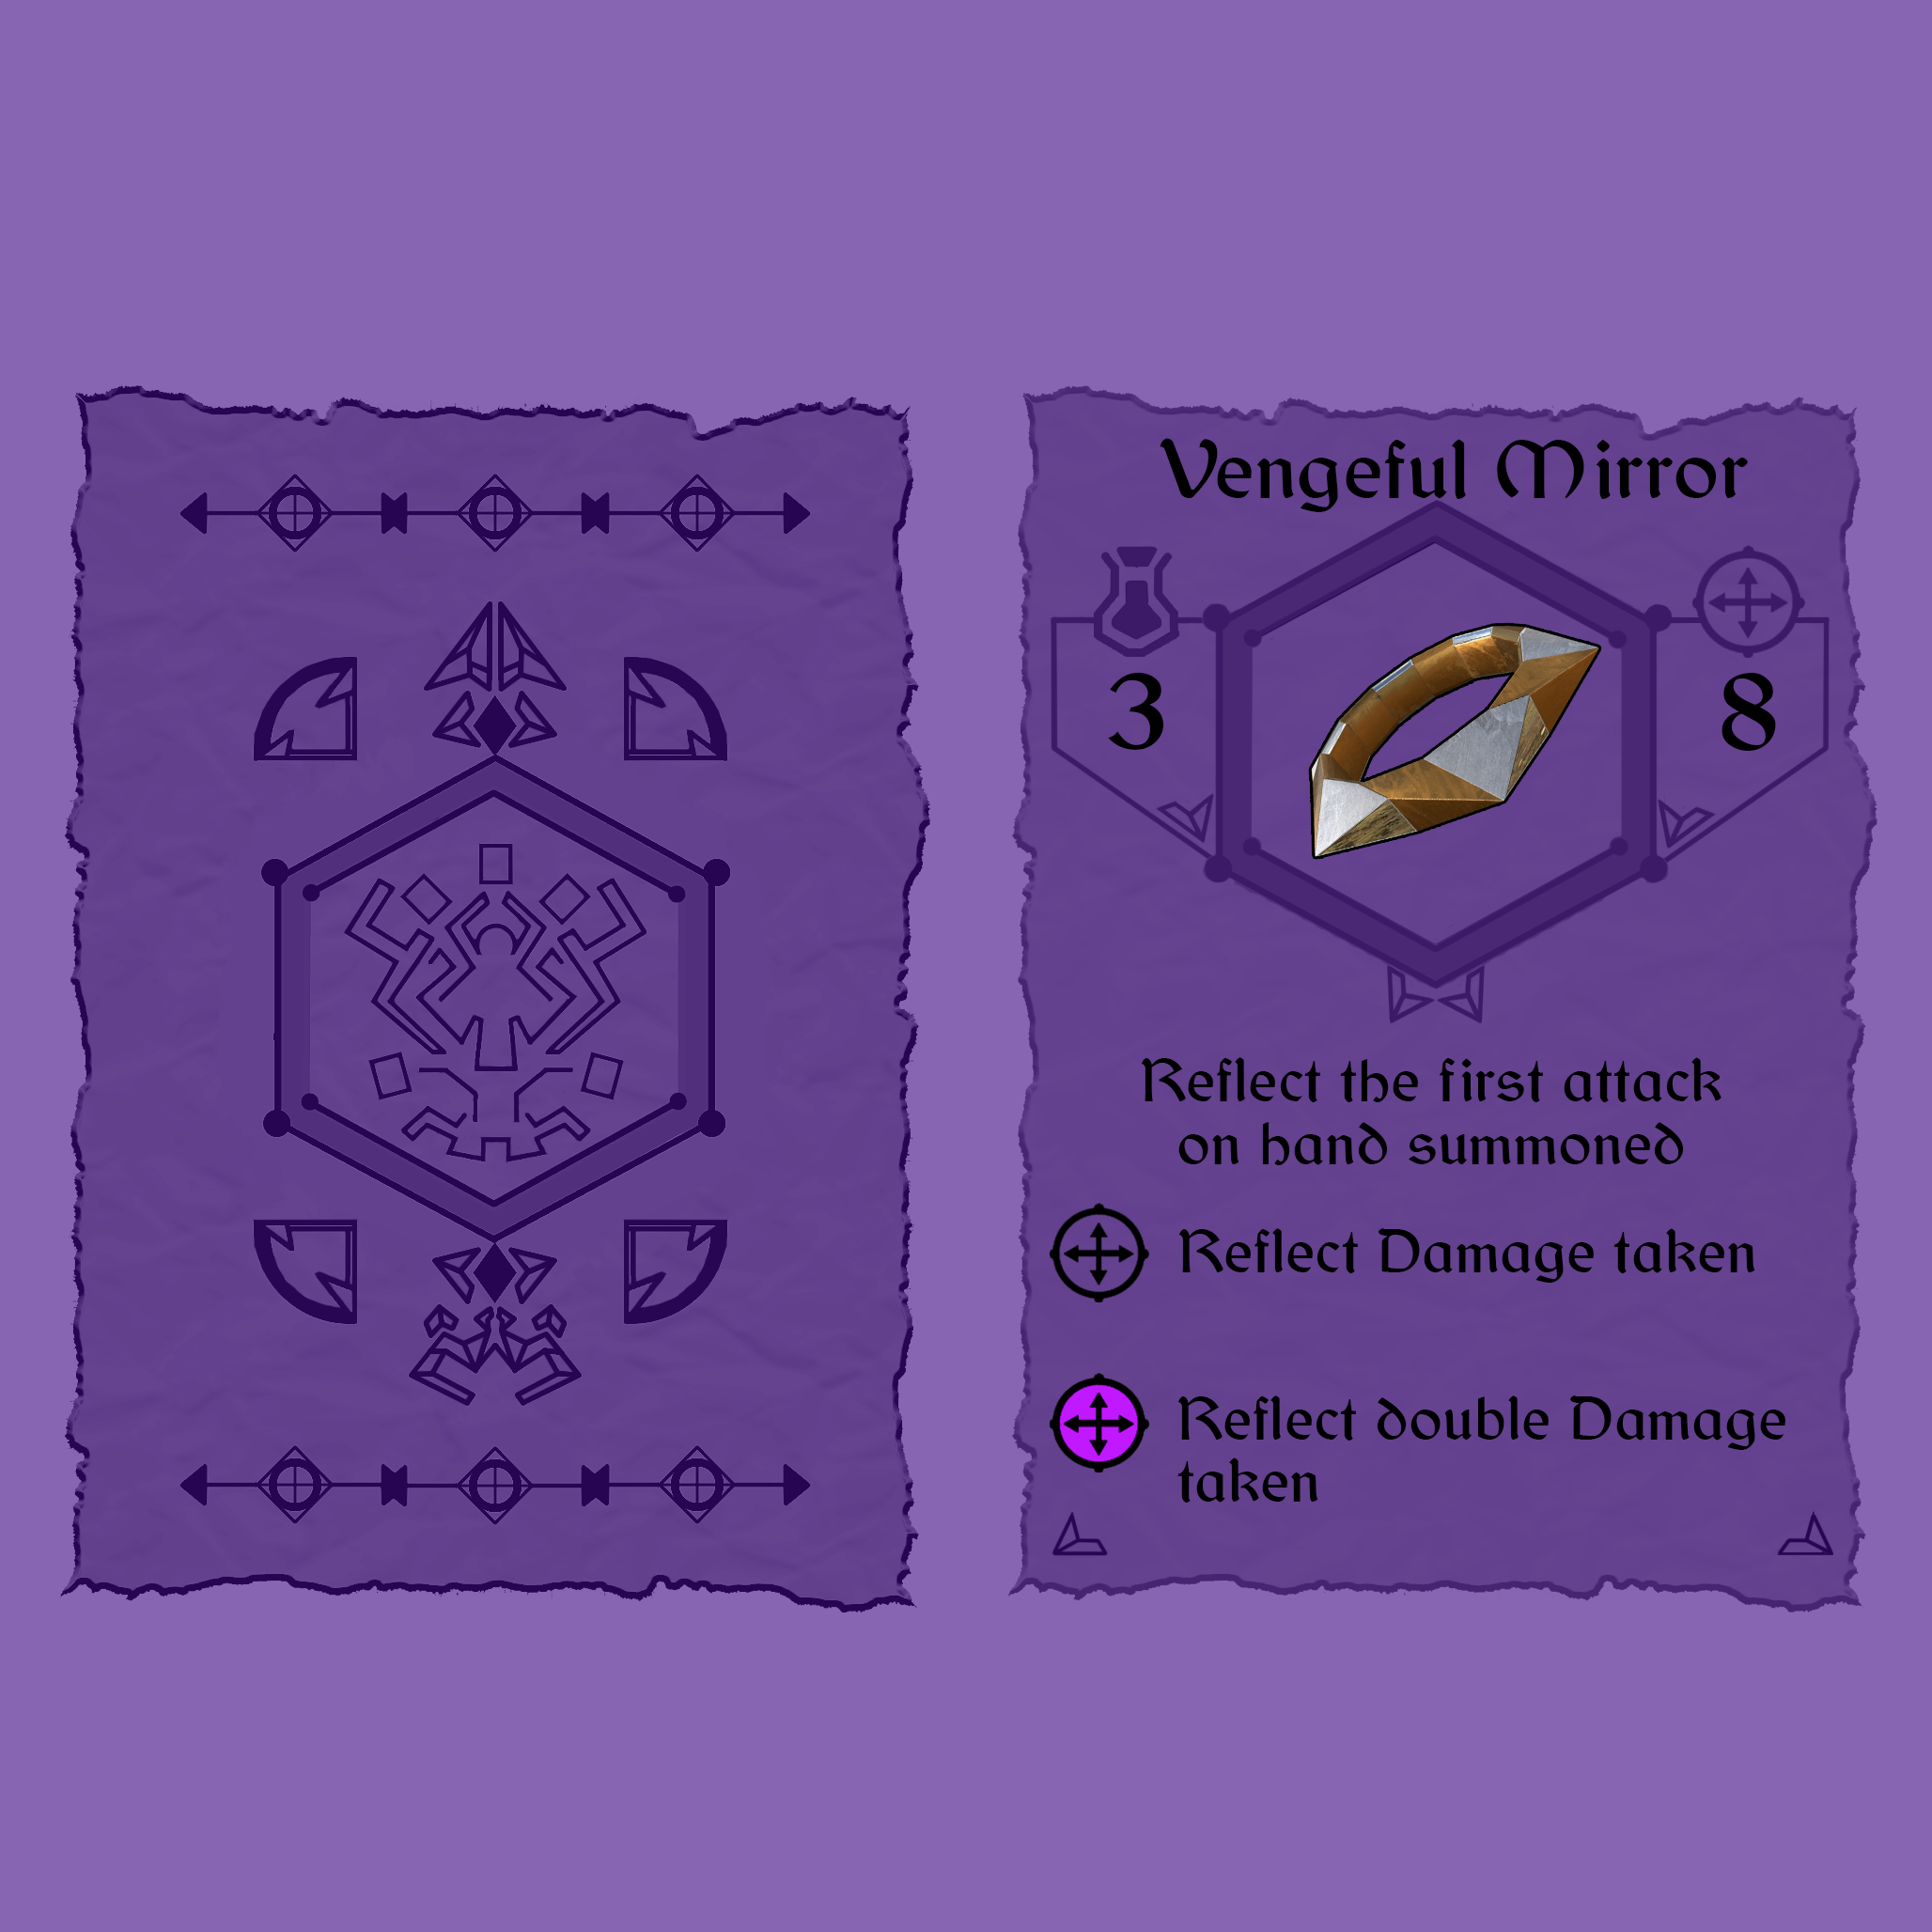 Vengeful Mirror
3
8
Reflect the first attack
on hand summoned
Reflect Damage taken
Reflect double Damage
taken